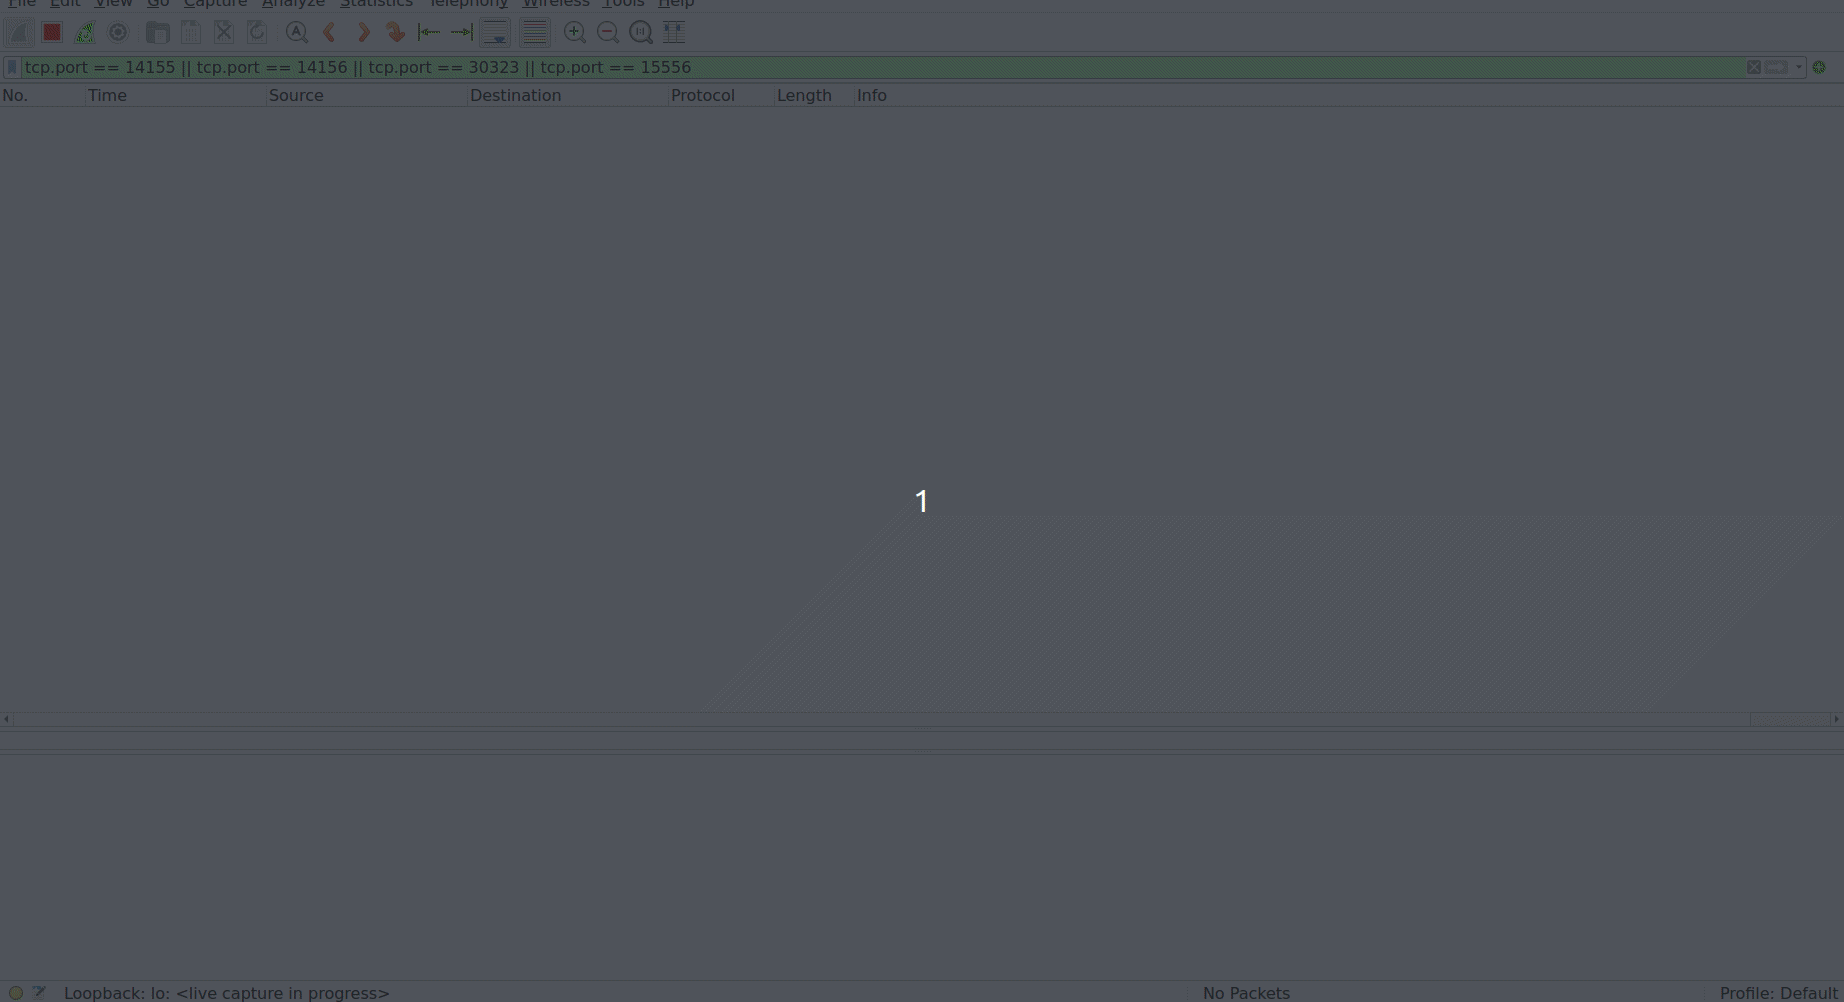 File Edit View Go Capture Analyze Statistics Telephony Wireless Tools Help
tcp.port == 14155 || tcp.port == 14156 || tcp.port == 30323 || tcp.port == 15556
No. Time Source Destination Protocol Length Info
1
Loopback: lo: <live capture in progress> No Packets Profile: Default